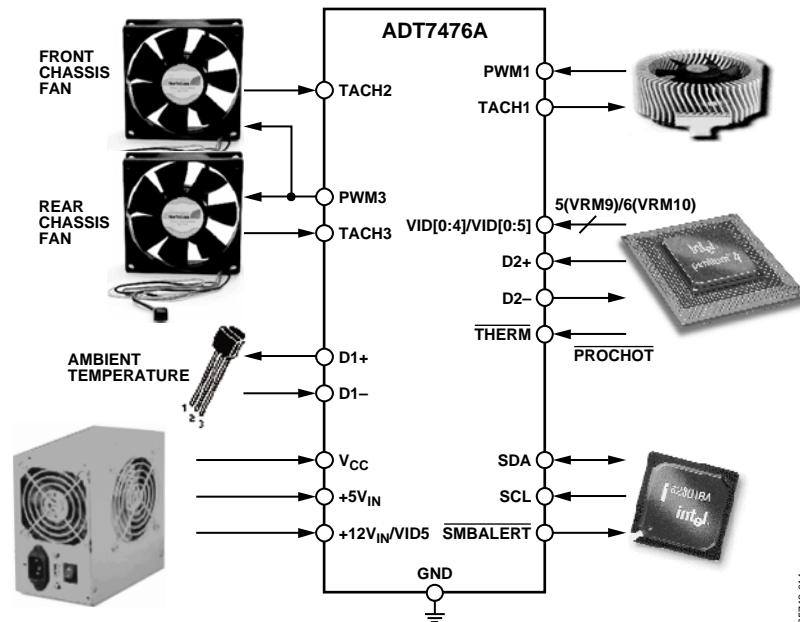 ADT7476A
FRONT
CHASSIS
FAN
TACH2
PWM3
REAR
CHASSIS
FAN
TACH3
AMBIENT
TEMPERATURE
D1+
D1–
1
2
3
VCC
+5VIN
+12VIN/VID5
GND
PWM1
TACH1
5(VRM9)/6(VRM10)
VID[0:4]/VID[0:5]
D2+
D2–
THERM
PROCHOT
intel
pentium 4
SDA
SCL
SMBALERT
intel